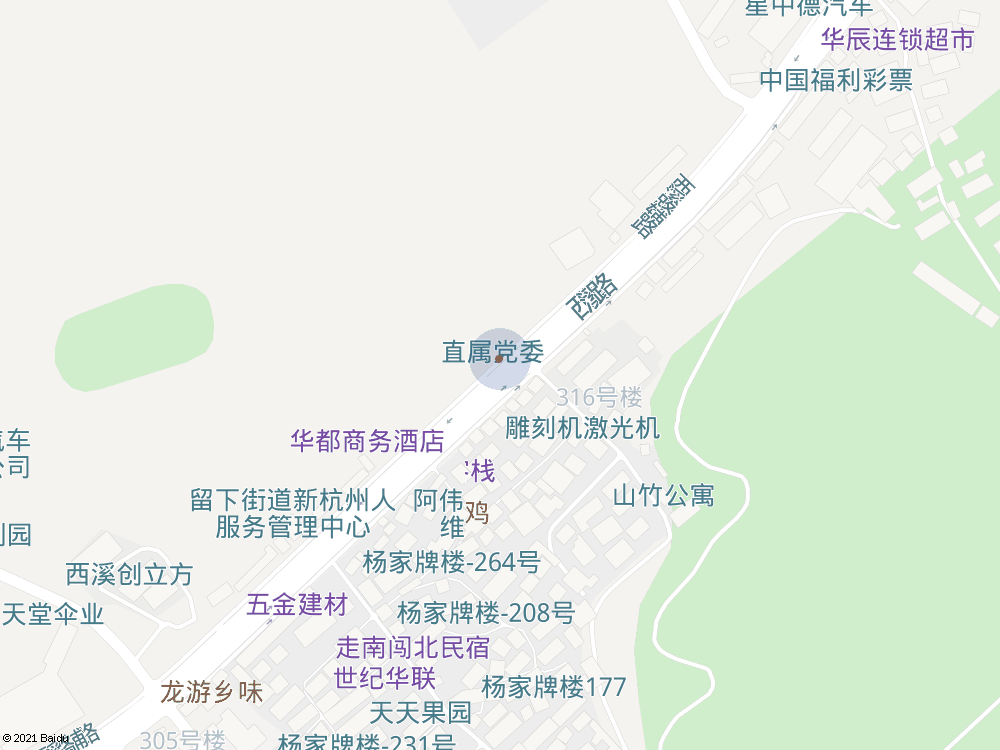 星中德汽车
华辰连锁超市
中国福利彩票
西溪路
直属党委
316号楼
雕刻机激光机
华都商务酒店
栈
山竹公寓
留下街道新杭州人
服务管理中心
阿伟
维
鸡
杨家牌楼-264号
西溪创立方
天堂伞业
五金建材
杨家牌楼-208号
走南闯北民宿
世纪华联
杨家牌楼177
龙游乡味
天天果园
305号楼
杨家牌楼-231号
© 2021 Baidu